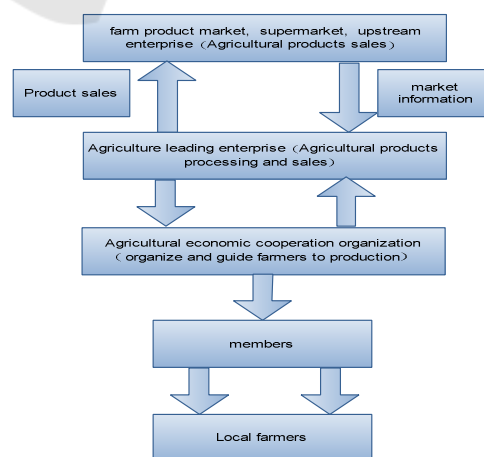 farm product market, supermarket, upstream
enterprise（Agricultural products sales）
Product sales
market
information
Agriculture leading enterprise（Agricultural products
processing and sales）
Agricultural economic cooperation organization
（organize and guide farmers to production）
members
Local farmers